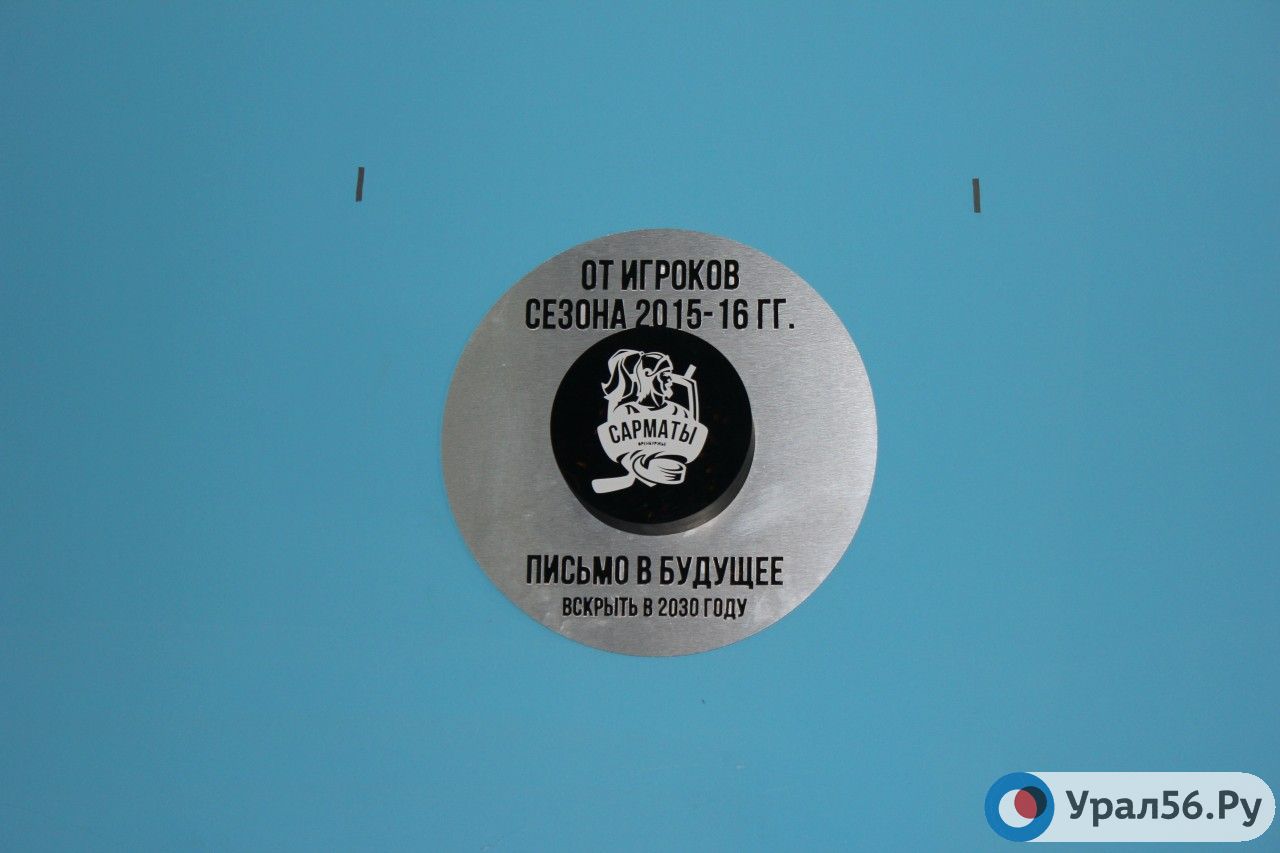 ОТ ИГРОКОВ
СЕЗОНА 2015-16 ГГ.
САРМАТЫ
ПИСЬМО В БУДУЩЕЕ
ВСКРЫТЬ В 2030 ГОДУ
Урал56.Ру